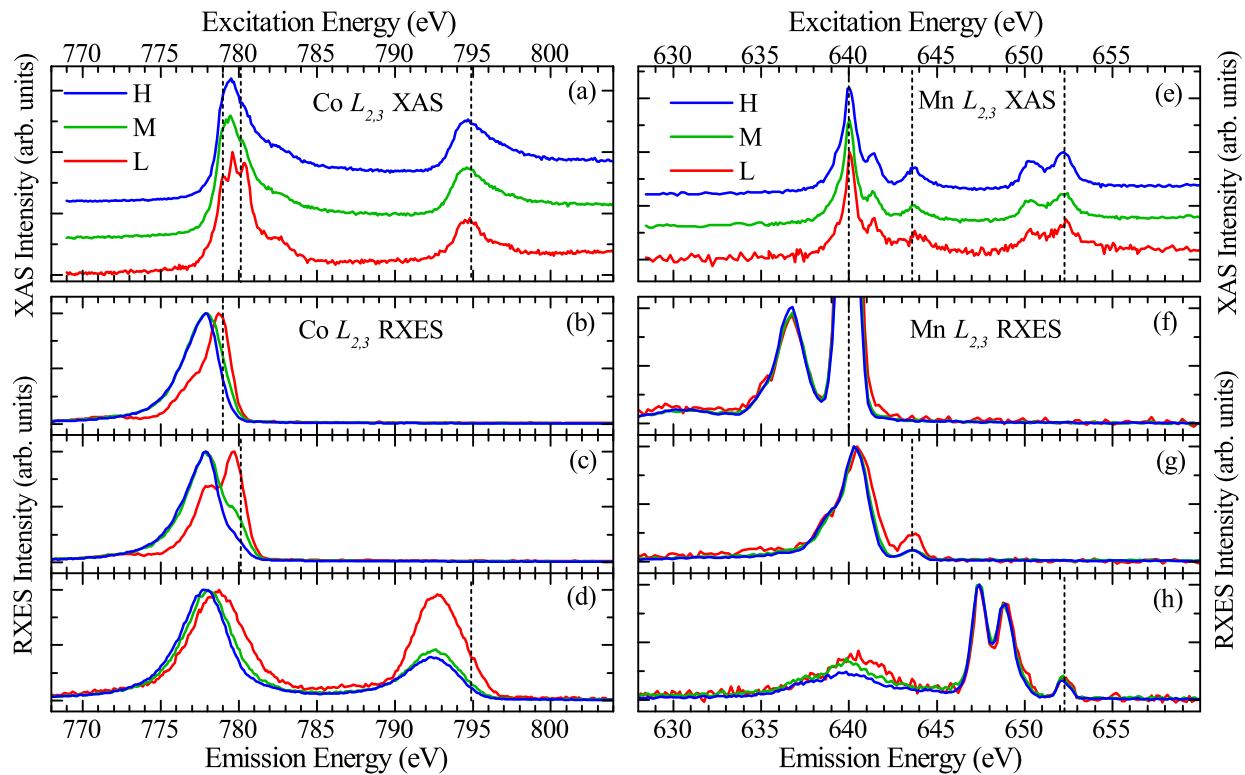 Excitation Energy (eV)
770 775 780 785 790 795 800
XAS Intensity (arb. units)
H
M
L
Co L2,3 XAS
(a)
Co L2,3 RXES
(b)
(c)
(d)
RXES Intensity (arb. units)
770 775 780 785 790 795 800
Emission Energy (eV)
Excitation Energy (eV)
630 635 640 645 650 655
H
M
L
Mn L2,3 XAS
(e)
XAS Intensity (arb. units)
Mn L2,3 RXES
(f)
(g)
(h)
RXES Intensity (arb. units)
630 635 640 645 650 655
Emission Energy (eV)